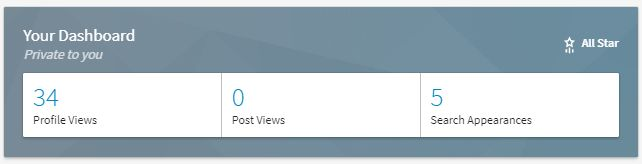 Your Dashboard
Private to you
All Star
34
0
5
Profile Views
Post Views
Search Appearances